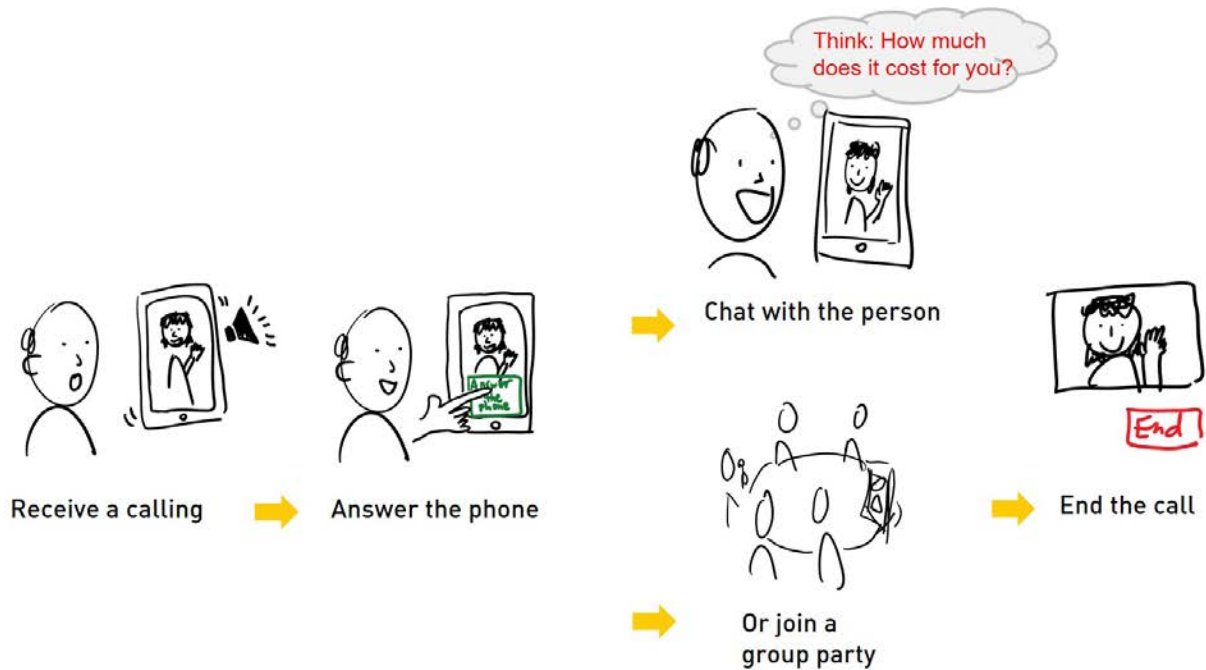 Think: How much
does it cost for you?
Chat with the person
Answer
the
phone
End
Receive a calling
Answer the phone
End the call
Or join a
group party